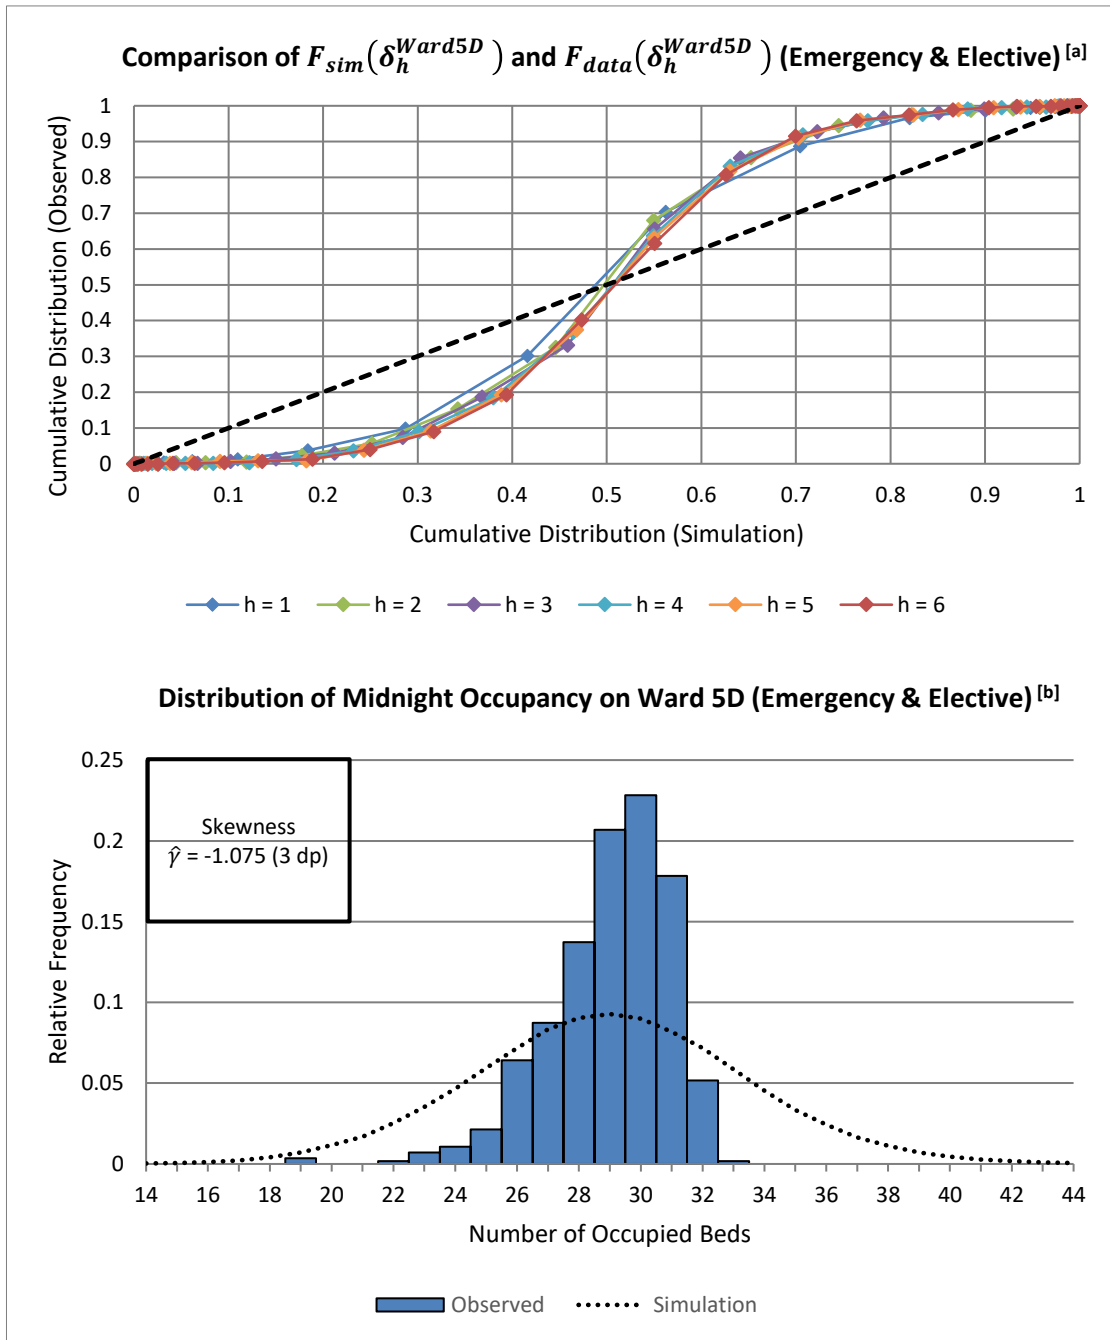 Comparison of F_sim(δ_h^Ward5D) and F_data(δ_h^Ward5D) (Emergency & Elective) [a]
Cumulative Distribution (Observed)
1
0.9
0.8
0.7
0.6
0.5
0.4
0.3
0.2
0.1
0
0 0.1 0.2 0.3 0.4 0.5 0.6 0.7 0.8 0.9 1
Cumulative Distribution (Simulation)
h = 1 h = 2 h = 3 h = 4 h = 5 h = 6
Distribution of Midnight Occupancy on Ward 5D (Emergency & Elective) [b]
Relative Frequency
0.25
0.2
0.15
0.1
0.05
0
Skewness
γ̂ = -1.075 (3 dp)
14 16 18 20 22 24 26 28 30 32 34 36 38 40 42 44
Number of Occupied Beds
Observed Simulation